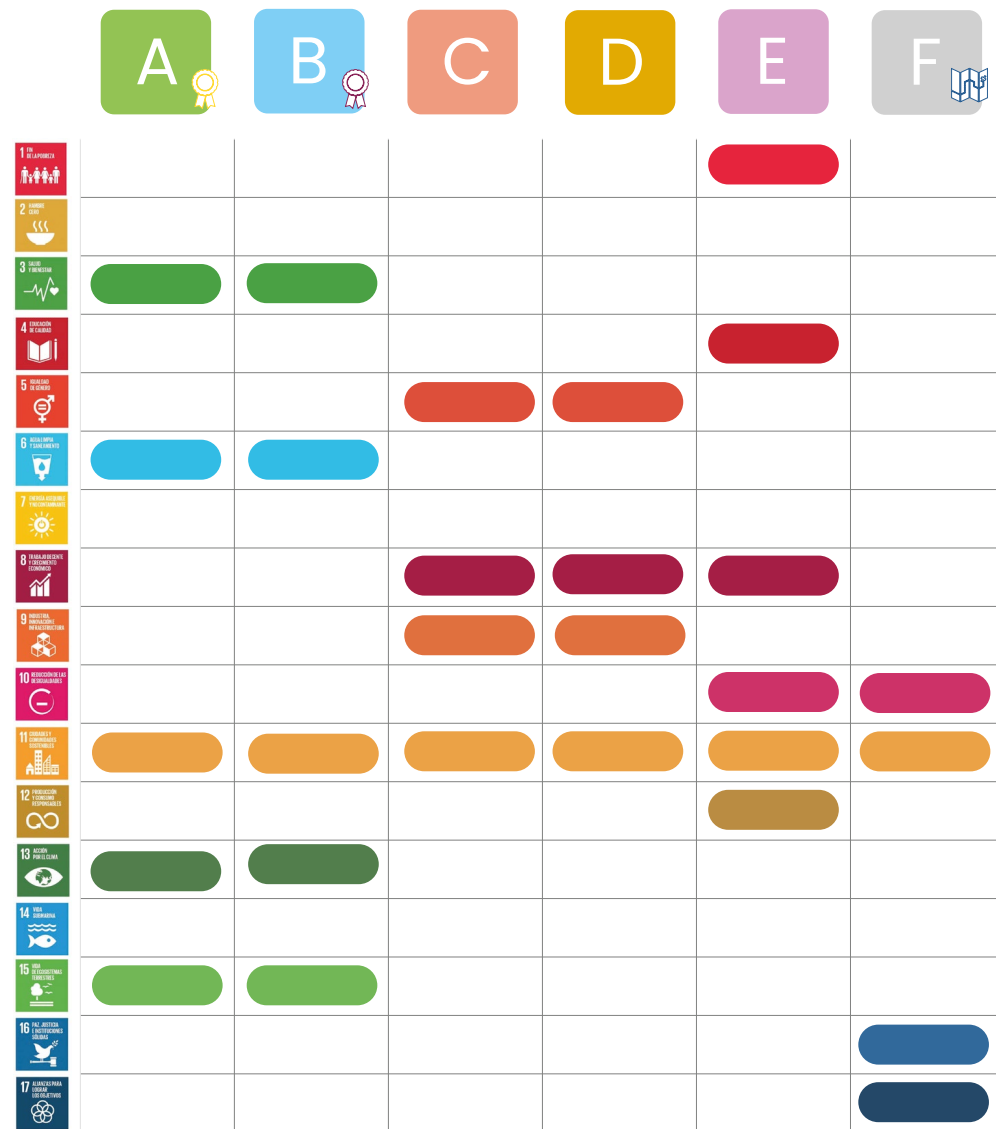 A B C D E F
1 FIN
DE LA POBREZA
2 HAMBRE
CERO
3 SALUD
Y BIENESTAR
4 EDUCACIÓN
DE CALIDAD
5 IGUALDAD
DE GÉNERO
6 AGUA LIMPIA
Y SANEAMIENTO
7 ENERGÍA ASEQUIBLE
Y NO CONTAMINANTE
8 TRABAJO DECENTE
Y CRECIMIENTO
ECONÓMICO
9 INDUSTRIA,
INNOVACIÓN E
INFRAESTRUCTURA
10 REDUCCIÓN DE LAS
DESIGUALDADES
11 CIUDADES Y
COMUNIDADES
SOSTENIBLES
12 PRODUCCIÓN
Y CONSUMO
RESPONSABLES
13 ACCIÓN
POR EL CLIMA
14 VIDA
SUBMARINA
15 VIDA
DE ECOSISTEMAS
TERRESTRES
16 PAZ, JUSTICIA
E INSTITUCIONES
SÓLIDAS
17 ALIANZAS PARA
LOGRAR
LOS OBJETIVOS